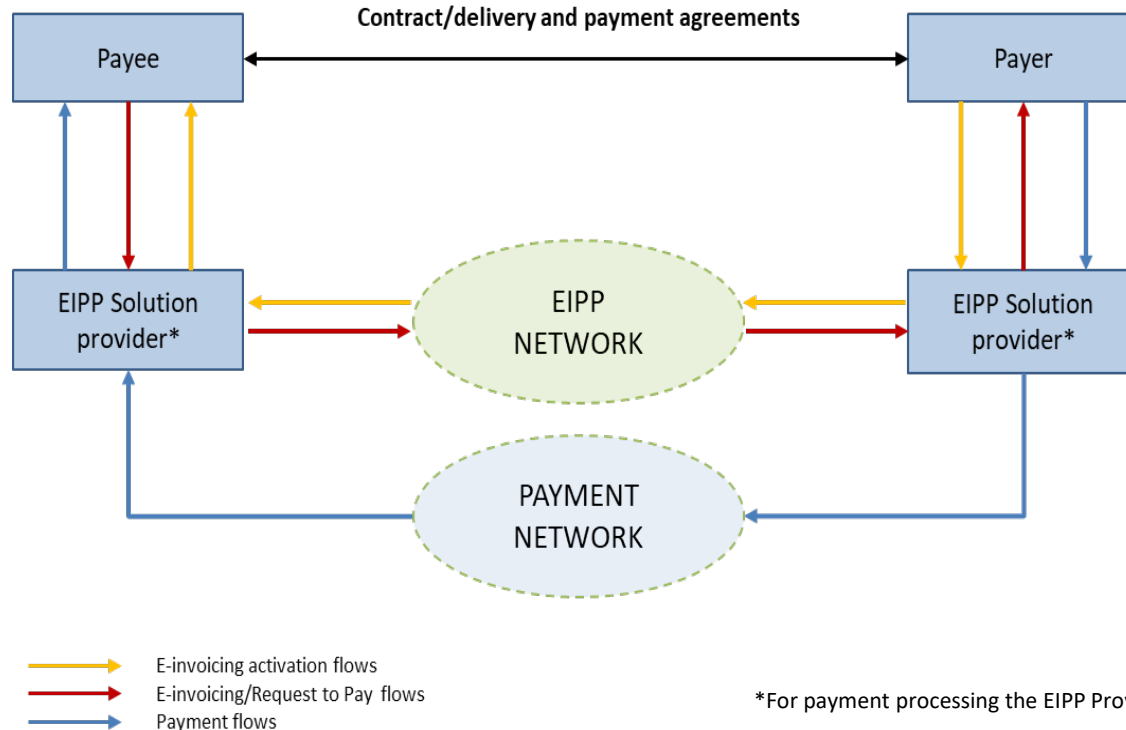 Contract/delivery and payment agreements
Payee
Payer
EIPP Solution
provider*
EIPP
NETWORK
EIPP Solution
provider*
PAYMENT
NETWORK
E-invoicing activation flows
E-invoicing/Request to Pay flows
Payment flows
*For payment processing the EIPP